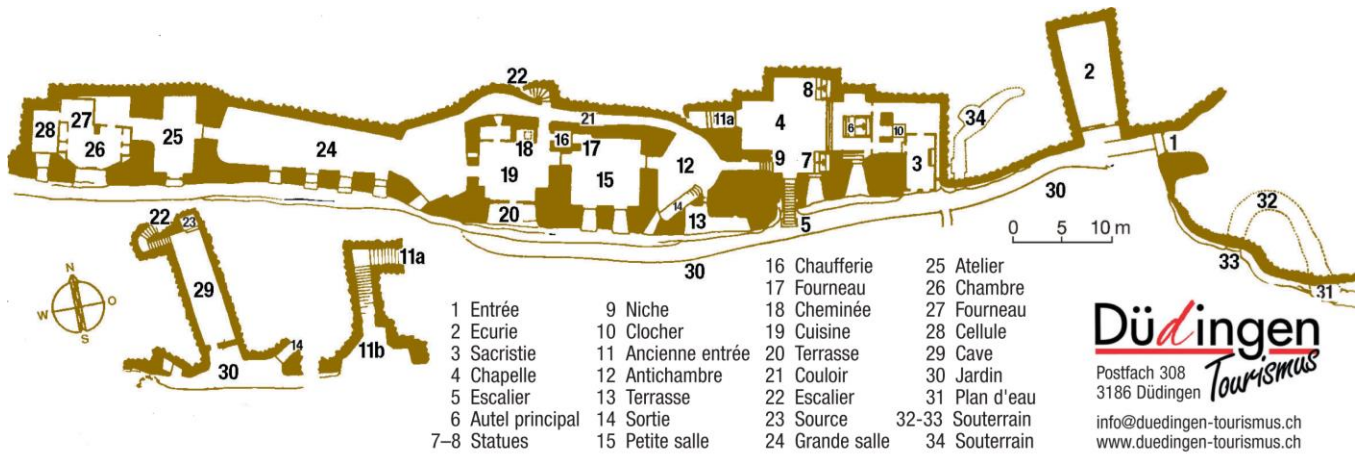 22
8
2
27
28
25
26
24
21
18
16
17
19
15
12
11a
4
9
7
6
10
3
34
1
20
14
13
5
30
30
0 5 10 m
32
33
31
22
23
29
14
30
11a
11b
N
O
S
W
1 Entrée
2 Ecurie
3 Sacristie
4 Chapelle
5 Escalier
6 Autel principal
7–8 Statues
9 Niche
10 Clocher
11 Ancienne entrée
12 Antichambre
13 Terrasse
14 Sortie
15 Petite salle
16 Chaufferie
17 Fourneau
18 Cheminée
19 Cuisine
20 Terrasse
21 Couloir
22 Escalier
23 Source
24 Grande salle
25 Atelier
26 Chambre
27 Fourneau
28 Cellule
29 Cave
30 Jardin
31 Plan d'eau
32-33 Souterrain
34 Souterrain
Düdingen
Tourismus
Postfach 308
3186 Düdingen
info@duedingen-tourismus.ch
www.duedingen-tourismus.ch